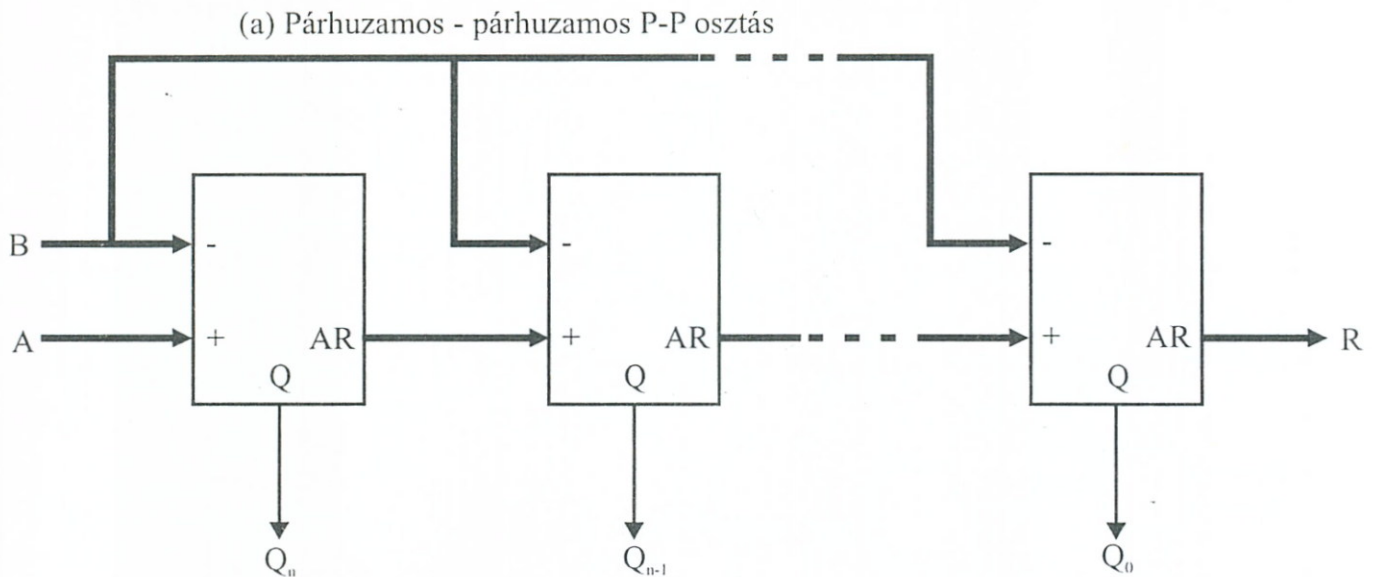 (a) Párhuzamos - párhuzamos P-P osztás
B - - -
A + AR + AR + AR R
Q Q Q
Qn Qn-1 Q0